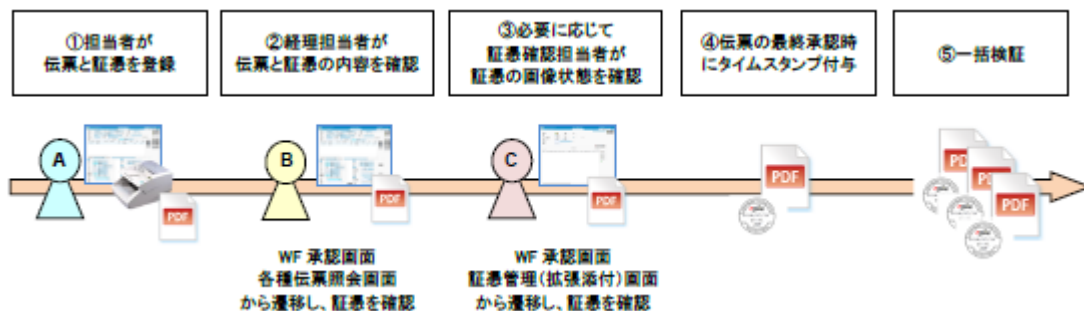 ①担当者が
伝票と証憑を登録
②経理担当者が
伝票と証憑の内容を確認
③必要に応じて
証憑確認担当者が
証憑の画像状態を確認
④伝票の最終承認時
にタイムスタンプ付与
⑤一括検証
A
B
C
PDF
PDF
PDF
PDF
PDF
PDF
PDF
WF 承認画面
各種伝票照会画面
から遷移し、証憑を確認
WF 承認画面
証憑管理(拡張添付)画面
から遷移し、証憑を確認